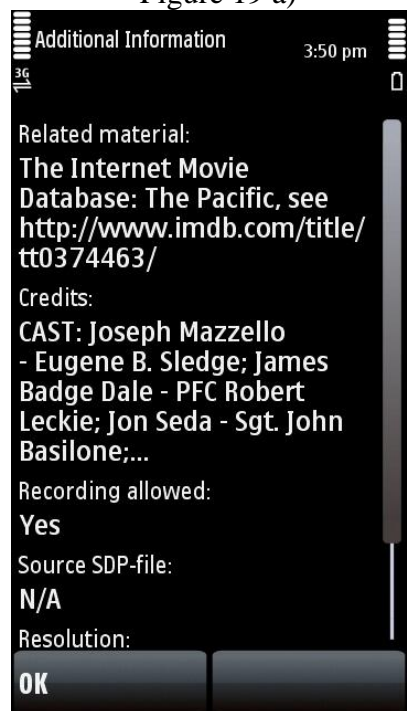 Figure 19 a)
Additional Information
3:50 pm
3G
Related material:
The Internet Movie
Database: The Pacific, see
http://www.imdb.com/title/
tt0374463/
Credits:
CAST: Joseph Mazzello
- Eugene B. Sledge; James
Badge Dale - PFC Robert
Leckie; Jon Seda - Sgt. John
Basilone;...
Recording allowed:
Yes
Source SDP-file:
N/A
Resolution:
OK